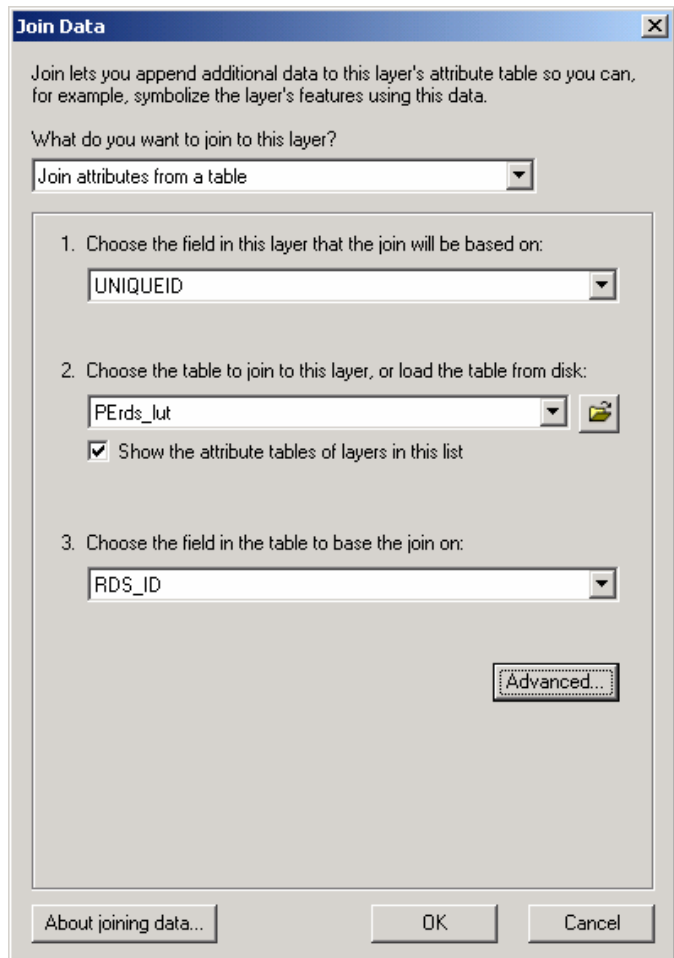 Join Data
Join lets you append additional data to this layer's attribute table so you can,
for example, symbolize the layer's features using this data.
What do you want to join to this layer?
Join attributes from a table
1. Choose the field in this layer that the join will be based on:
UNIQUEID
2. Choose the table to join to this layer, or load the table from disk:
PErds_lut
Show the attribute tables of layers in this list
3. Choose the field in the table to base the join on:
RDS_ID
Advanced...
About joining data...
OK
Cancel